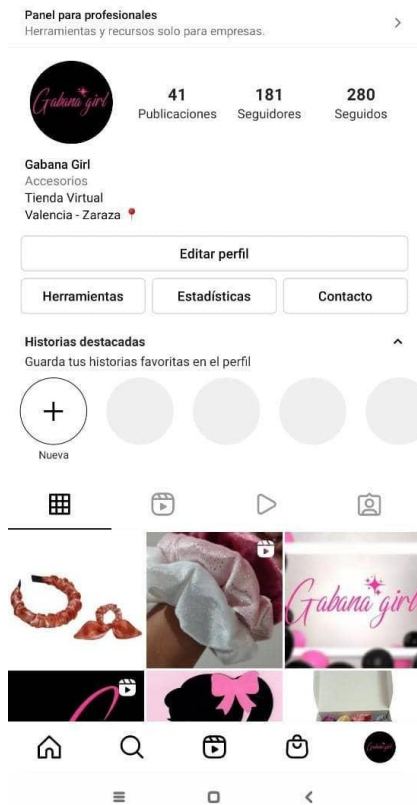 Panel para profesionales
Herramientas y recursos solo para empresas.
Gabana girl
41 181 280
Publicaciones Seguidores Seguidos
Gabana Girl
Accesorios
Tienda Virtual
Valencia - Zaraza
Editar perfil
Herramientas Estadísticas Contacto
Historias destacadas
Guarda tus historias favoritas en el perfil
Nueva
Gabana girl
Gabana girl